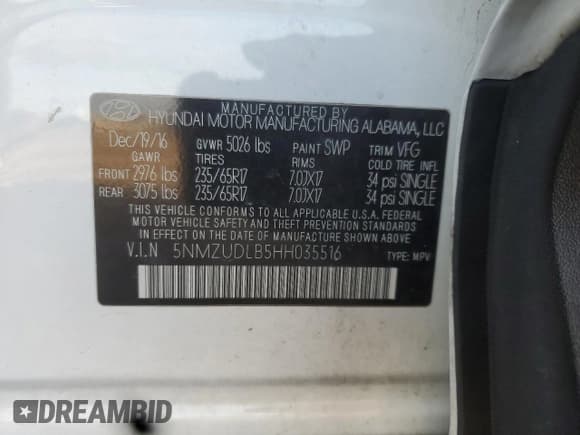 MANUFACTURED BY
HYUNDAI MOTOR MANUFACTURING ALABAMA, LLC
Dec/19/16 GVWR 5026 lbs PAINT SWP TRIM VFG
GAWR TIRES RIMS COLD TIRE INFL
FRONT 2976 lbs 235/65R17 7.0JX17 34 psi SINGLE
REAR 3075 lbs 235/65R17 7.0JX17 34 psi SINGLE
THIS VEHICLE CONFORMS TO ALL APPLICABLE U.S.A. FEDERAL
MOTOR VEHICLE SAFETY AND THEFT PREVENTION STANDARDS
IN EFFECT ON THE DATE OF MANUFACTURE SHOWN ABOVE.
V.I.N 5NMZUDLB5HH035516 TYPE: MPV
DREAMBID